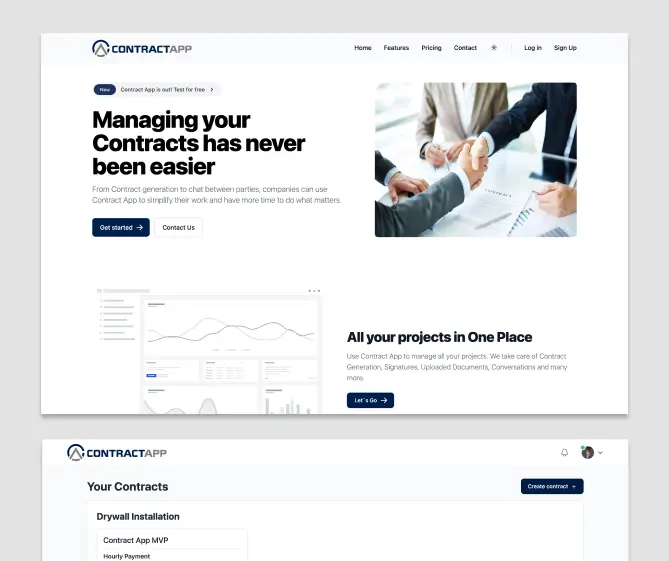 CONTRACTAPP
Home Features Pricing Contact Log in Sign Up
New Contract App is out! Test for free
Managing your
Contracts has never
been easier
From Contract generation to chat between parties, companies can use
Contract App to simplify their work and have more time to do what matters.
Get started
Contact Us
All your projects in One Place
Use Contract App to manage all your projects. We take care of Contract
Generation, Signatures, Uploaded Documents, Conversations and many
more.
Let´s Go
CONTRACTAPP
Your Contracts
Create contract +
Drywall Installation
Contract App MVP
Hourly Payment